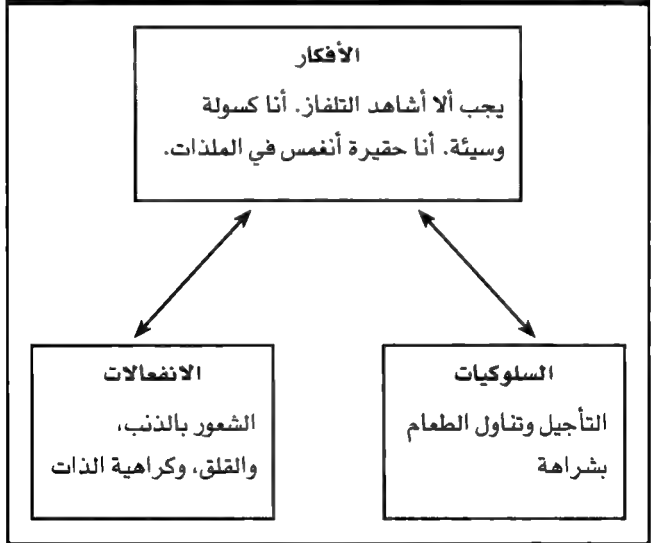 الأفكار
يجب ألا أشاهد التلفاز. أنا كسولة
وسيئة. أنا حقيرة أنغمس في الملذات.
السلوكيات
التأجيل وتناول الطعام
بشراهة
الانفعالات
الشعور بالذنب،
والقلق، وكراهية الذات